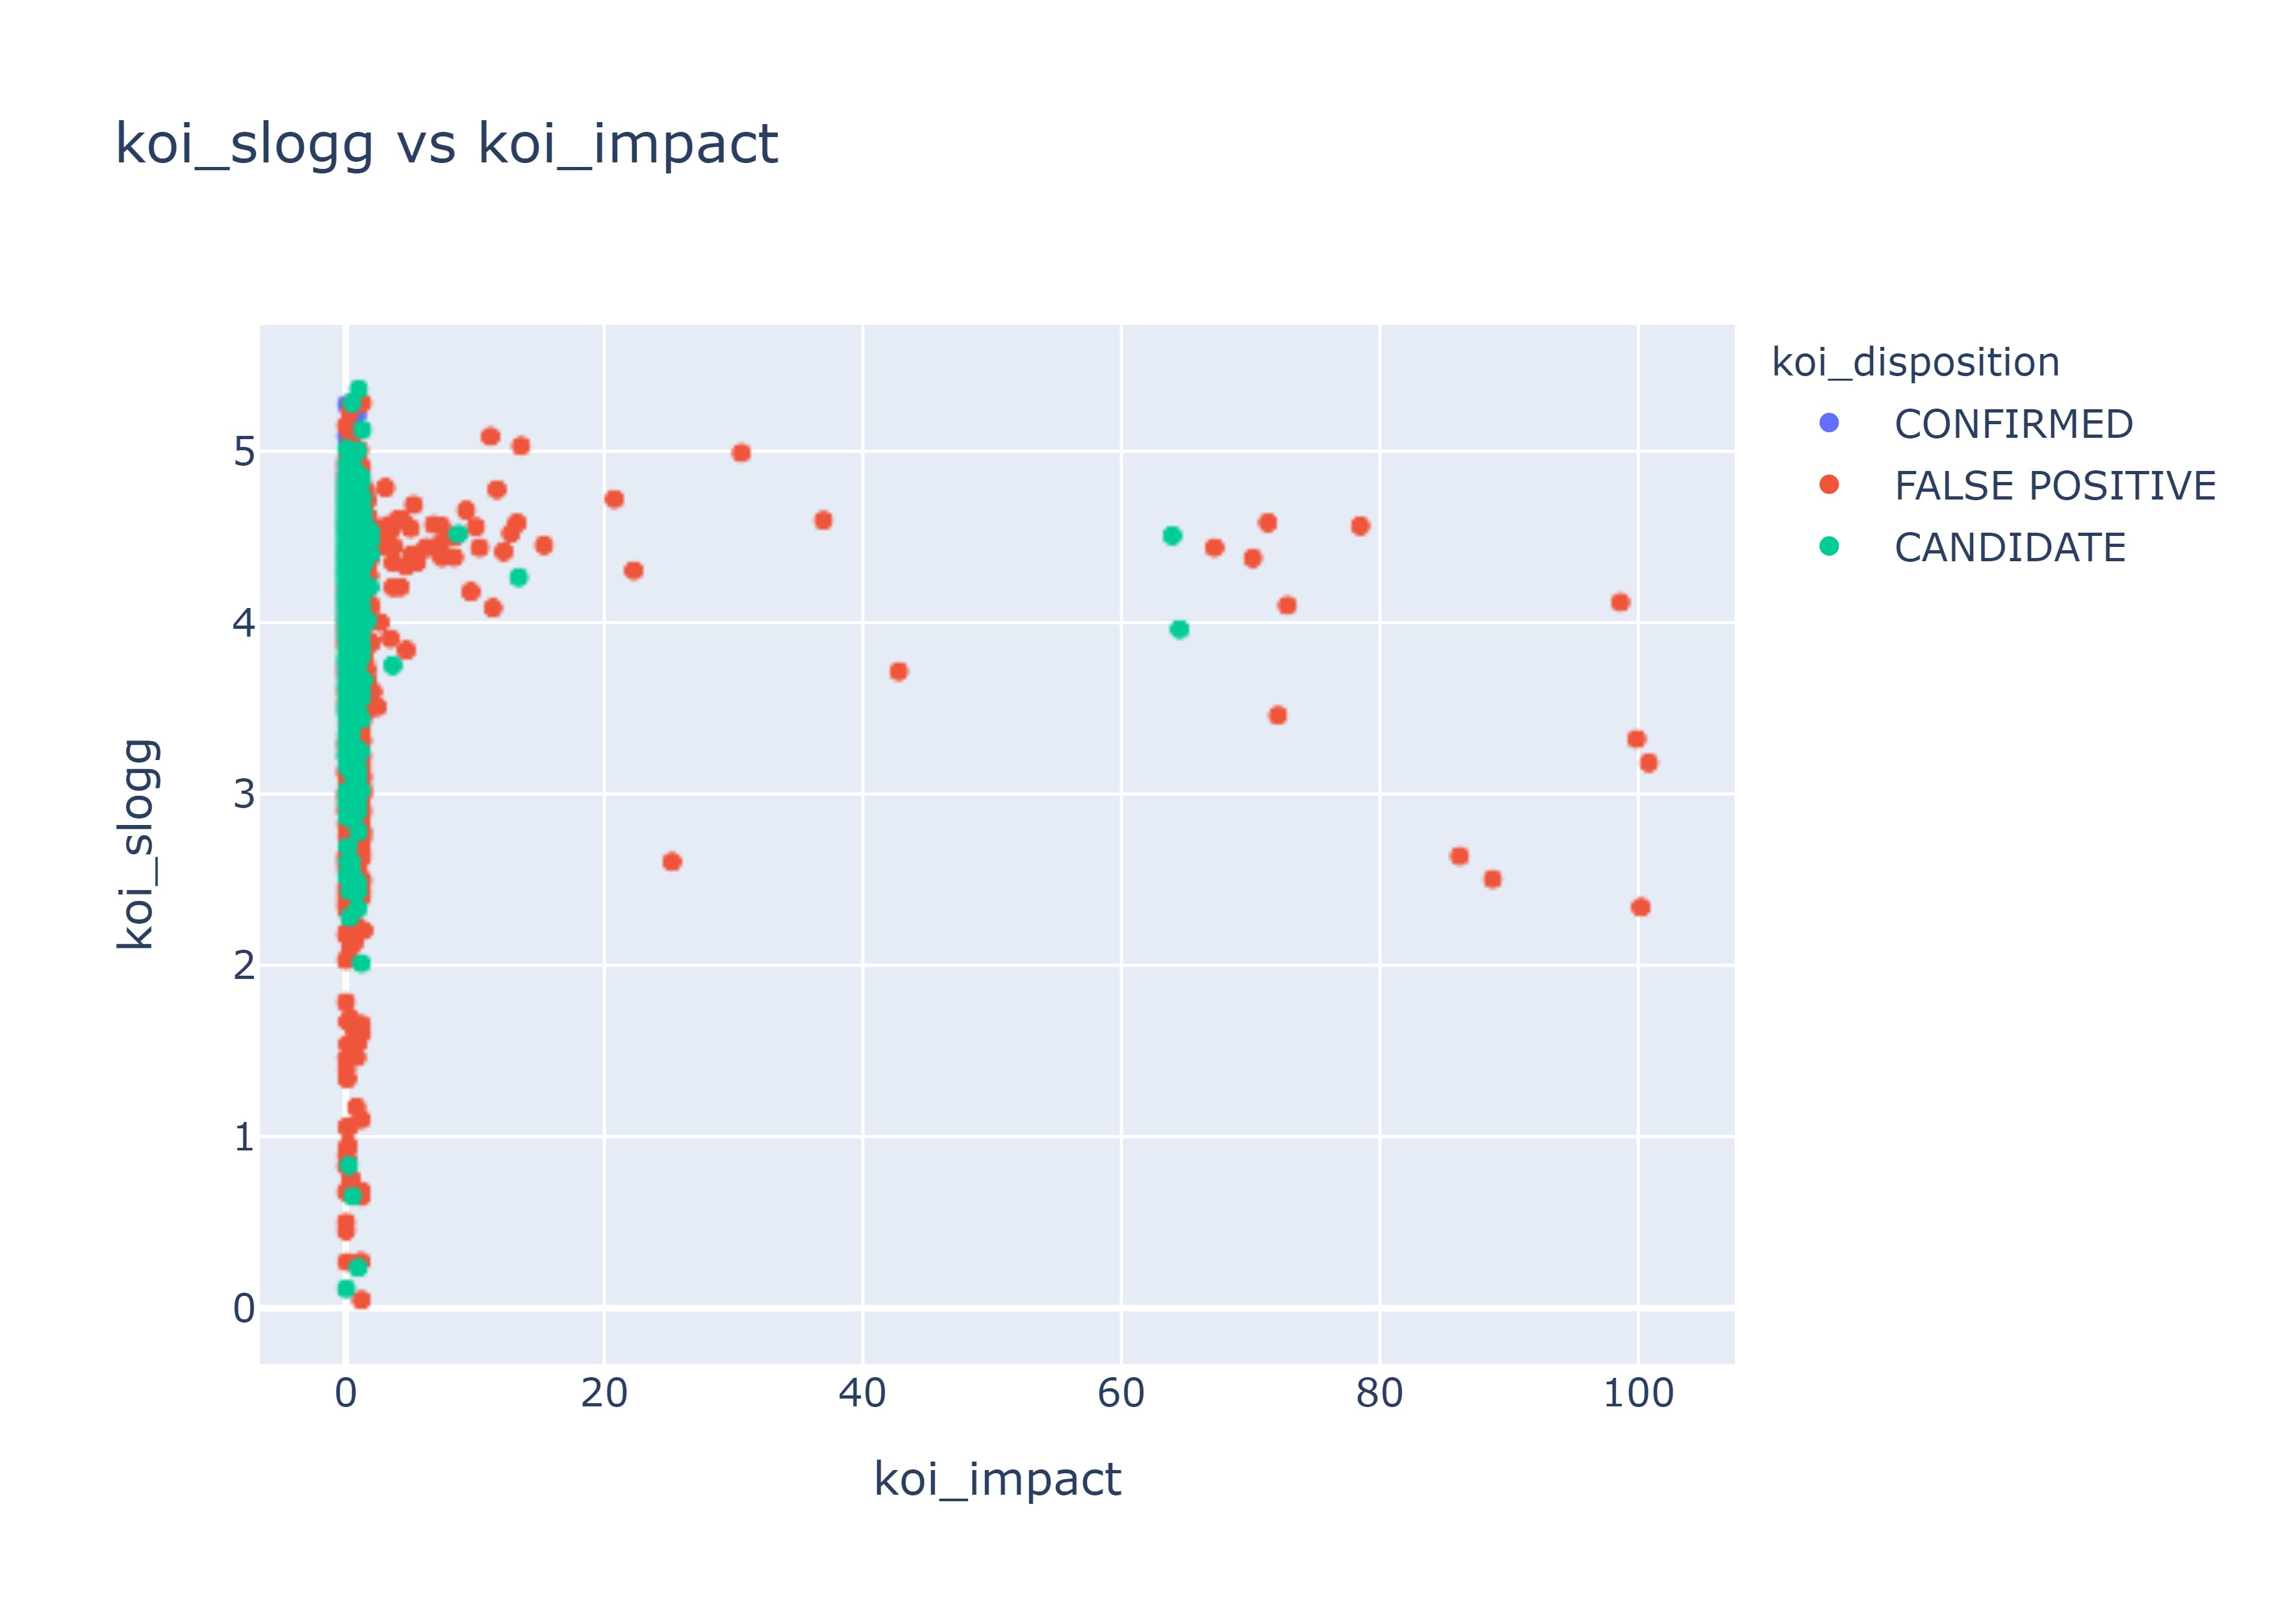 koi_slogg vs koi_impact
koi_disposition
CONFIRMED
FALSE POSITIVE
CANDIDATE
5
4
3
2
1
0
koi_slogg
0 20 40 60 80 100
koi_impact